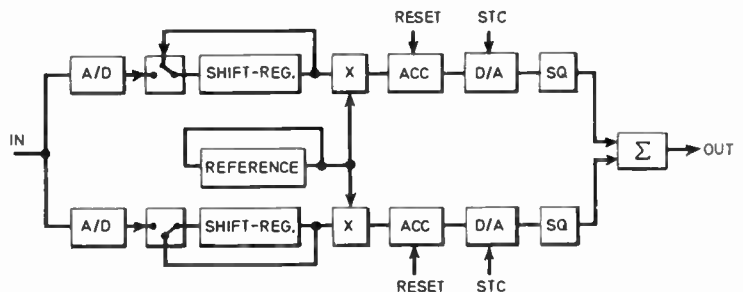 RESET STC
A/D SHIFT-REG. X ACC D/A SQ
IN REFERENCE Σ OUT
A/D SHIFT-REG. X ACC D/A SQ
RESET STC